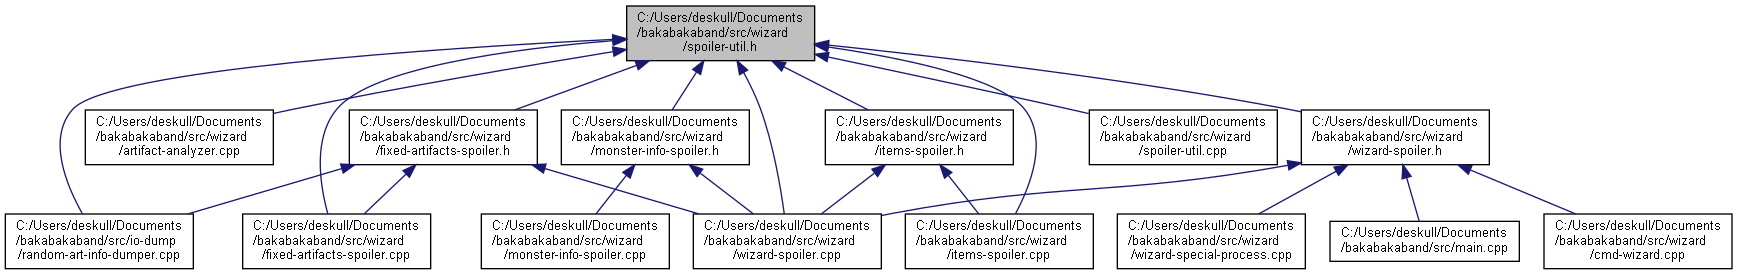 C:/Users/deskull/Documents
/bakabakaband/src/wizard
/spoiler-util.h
C:/Users/deskull/Documents
/bakabakaband/src/wizard
/artifact-analyzer.cpp
C:/Users/deskull/Documents
/bakabakaband/src/wizard
/fixed-artifacts-spoiler.h
C:/Users/deskull/Documents
/bakabakaband/src/wizard
/monster-info-spoiler.h
C:/Users/deskull/Documents
/bakabakaband/src/wizard
/items-spoiler.h
C:/Users/deskull/Documents
/bakabakaband/src/wizard
/spoiler-util.cpp
C:/Users/deskull/Documents
/bakabakaband/src/wizard
/wizard-spoiler.h
C:/Users/deskull/Documents
/bakabakaband/src/io-dump
/random-art-info-dumper.cpp
C:/Users/deskull/Documents
/bakabakaband/src/wizard
/fixed-artifacts-spoiler.cpp
C:/Users/deskull/Documents
/bakabakaband/src/wizard
/monster-info-spoiler.cpp
C:/Users/deskull/Documents
/bakabakaband/src/wizard
/wizard-spoiler.cpp
C:/Users/deskull/Documents
/bakabakaband/src/wizard
/items-spoiler.cpp
C:/Users/deskull/Documents
/bakabakaband/src/wizard
/wizard-special-process.cpp
C:/Users/deskull/Documents
/bakabakaband/src/main.cpp
C:/Users/deskull/Documents
/bakabakaband/src/wizard
/cmd-wizard.cpp